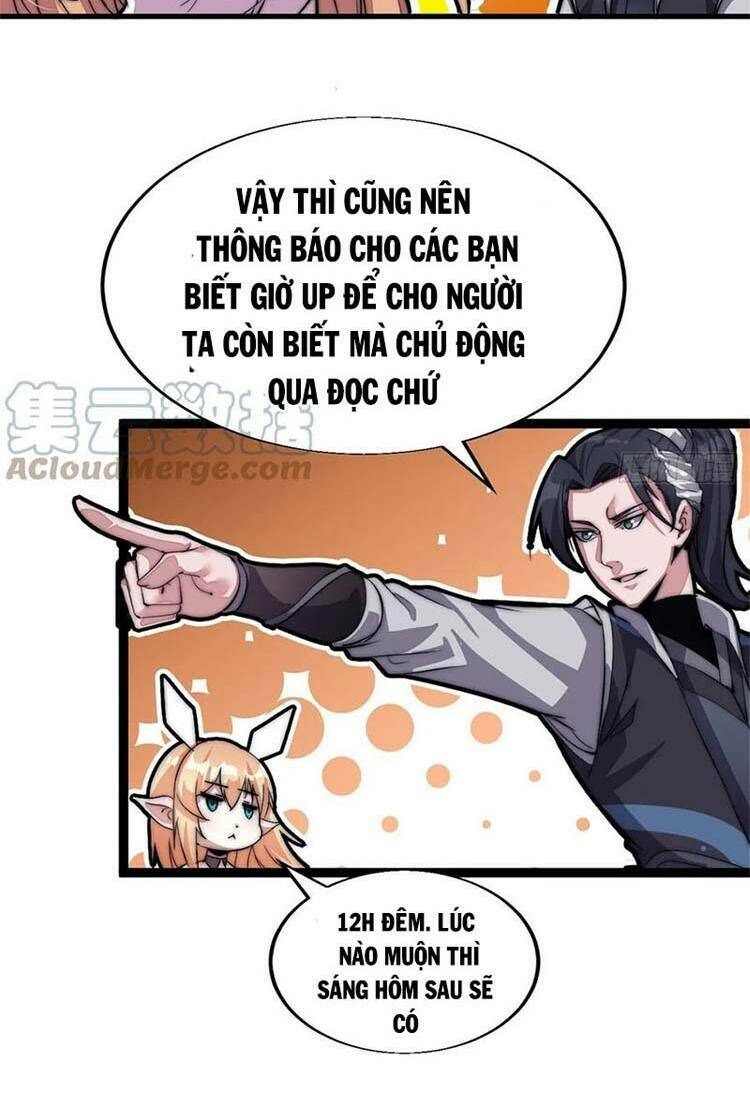 VẬY THÌ CŨNG NÊN
THÔNG BÁO CHO CÁC BẠN
BIẾT GIỜ UP ĐỂ CHO NGƯỜI
TA CÒN BIẾT MÀ CHỦ ĐỘNG
QUA ĐỌC CHỨ
集云数据
ACloudMerge.com
12H ĐÊM. LÚC
NÀO MUỘN THÌ
SÁNG HÔM SAU SẼ
CÓ